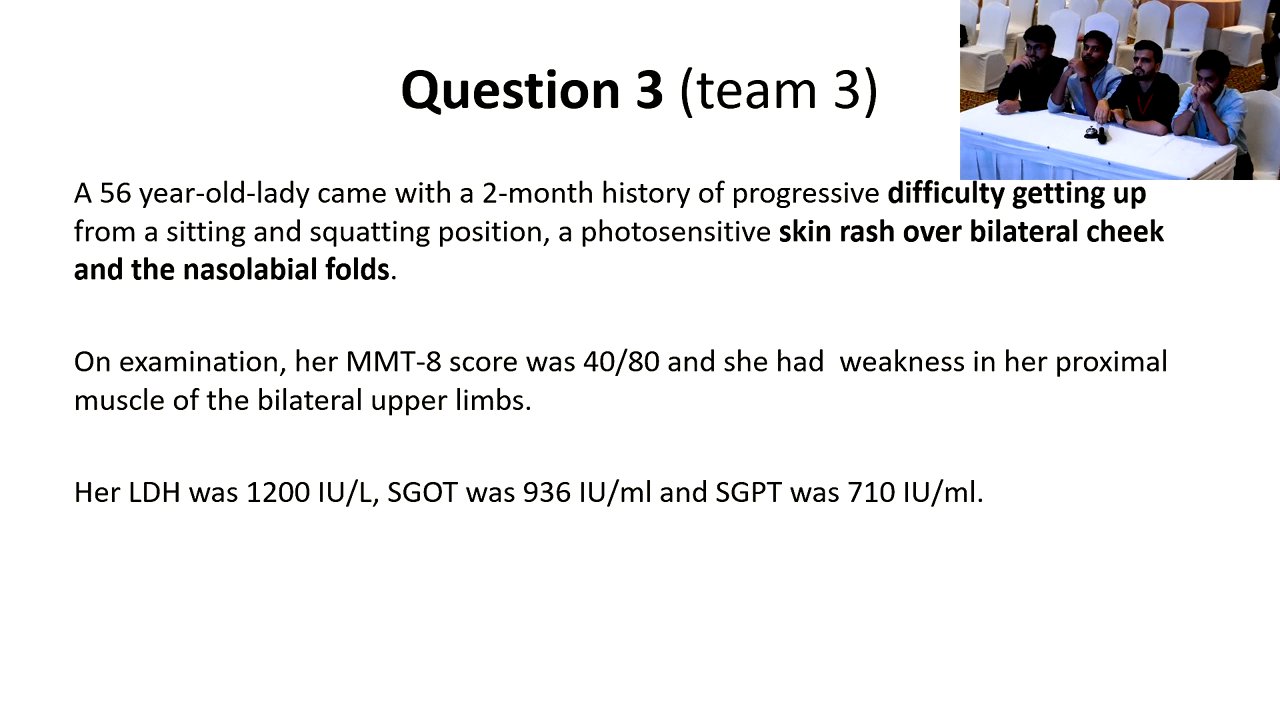 Question 3 (team 3)
A 56 year-old-lady came with a 2-month history of progressive difficulty getting up
from a sitting and squatting position, a photosensitive skin rash over bilateral cheek
and the nasolabial folds.
On examination, her MMT-8 score was 40/80 and she had  weakness in her proximal
muscle of the bilateral upper limbs.
Her LDH was 1200 IU/L, SGOT was 936 IU/ml and SGPT was 710 IU/ml.